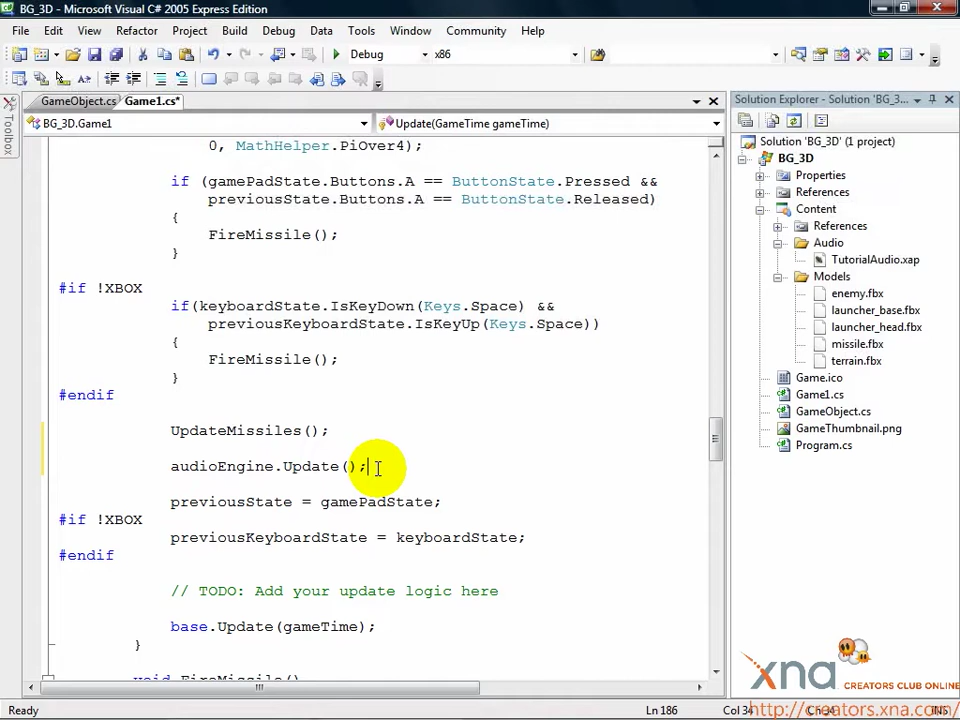 BG_3D - Microsoft Visual C# 2005 Express Edition
File Edit View Refactor Project Build Debug Data Tools Window Community Help
Debug x86
GameObject.cs Game1.cs*
BG_3D.Game1 Update(GameTime gameTime)
0, MathHelper.PiOver4);
if (gamePadState.Buttons.A == ButtonState.Pressed &&
previousState.Buttons.A == ButtonState.Released)
{
FireMissile();
}
#if !XBOX
if(keyboardState.IsKeyDown(Keys.Space) &&
previousKeyboardState.IsKeyUp(Keys.Space))
{
FireMissile();
}
#endif
UpdateMissiles();
audioEngine.Update();
previousState = gamePadState;
#if !XBOX
previousKeyboardState = keyboardState;
#endif
// TODO: Add your update logic here
base.Update(gameTime);
}
void FireMissile()
Toolbox
Solution Explorer - Solution 'BG_3...
Solution 'BG_3D' (1 project)
BG_3D
Properties
References
Content
References
Audio
TutorialAudio.xap
Models
enemy.fbx
launcher_base.fbx
launcher_head.fbx
missile.fbx
terrain.fbx
Game.ico
Game1.cs
GameObject.cs
GameThumbnail.png
Program.cs
xna CREATORS CLUB ONLINE
Ready Ln 186 Col 34 Ch 34 INS
http://creators.xna.com/